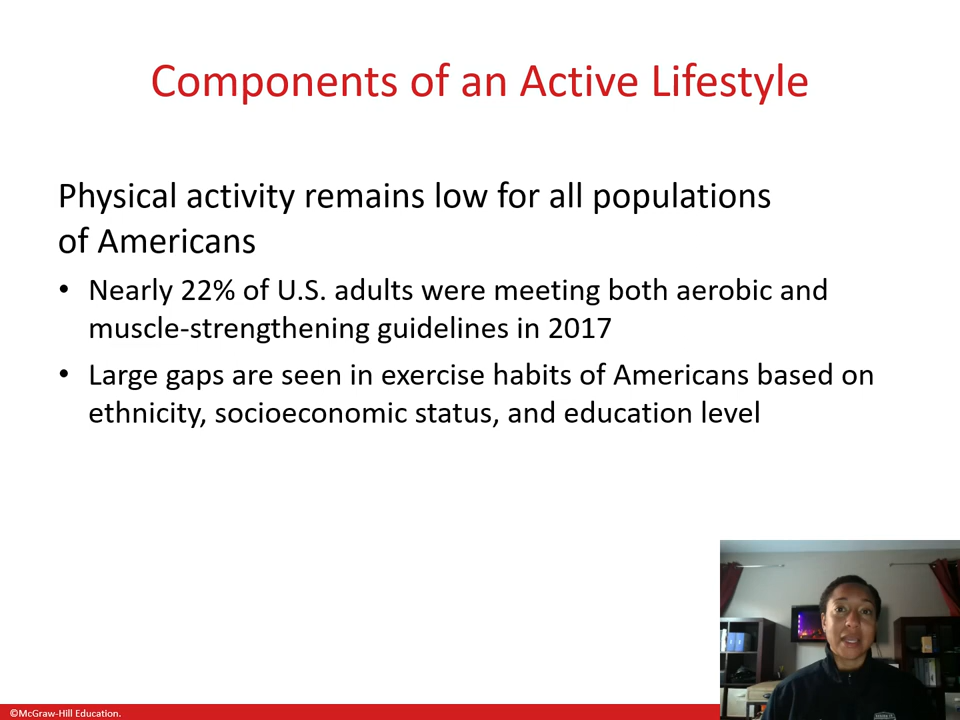 Components of an Active Lifestyle
Physical activity remains low for all populations
of Americans
• Nearly 22% of U.S. adults were meeting both aerobic and
muscle-strengthening guidelines in 2017
• Large gaps are seen in exercise habits of Americans based on
ethnicity, socioeconomic status, and education level
©McGraw-Hill Education.